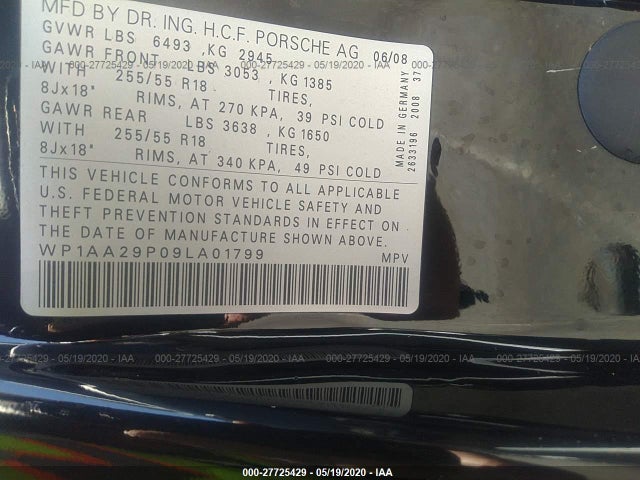 MFD BY DR. ING. H.C.F. PORSCHE AG
GVWR LBS 6493 ,KG 2945 06/08
GAWR FRONT LBS 3053 , KG 1385
WITH 255/55 R18 TIRES,
8Jx18" RIMS, AT 270 KPA, 39 PSI COLD
GAWR REAR LBS 3638 , KG 1650
WITH 255/55 R18 TIRES,
8Jx18" RIMS, AT 340 KPA, 49 PSI COLD
MADE IN GERMANY
2633196 2008 37
THIS VEHICLE CONFORMS TO ALL APPLICABLE
U.S. FEDERAL MOTOR VEHICLE SAFETY AND
THEFT PREVENTION STANDARDS IN EFFECT ON
THE DATE OF MANUFACTURE SHOWN ABOVE.
WP1AA29P09LA01799 MPV
000-27725429 - 05/19/2020 - IAA